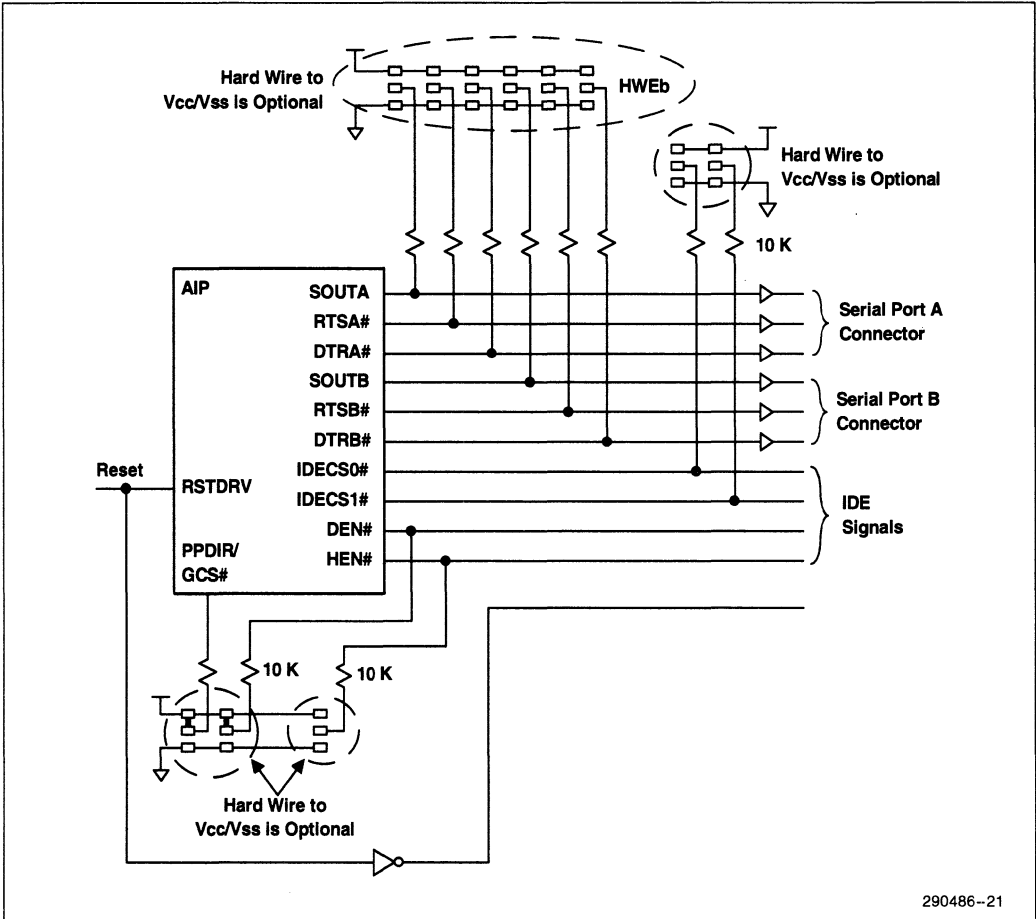 Hard Wire to
Vcc/Vss is Optional
HWEb
Hard Wire to
Vcc/Vss is Optional
10 K
AIP
SOUTA
RTSA#
DTRA#
SOUTB
RTSB#
DTRB#
IDECS0#
IDECS1#
DEN#
HEN#
Serial Port A
Connector
Serial Port B
Connector
IDE
Signals
Reset
RSTDRV
PPDIR/
GCS#
10 K
10 K
Hard Wire to
Vcc/Vss is Optional
290486--21